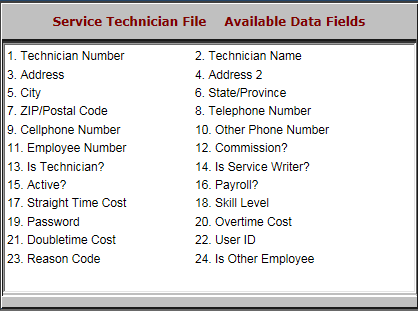 Service Technician File    Available Data Fields
1. Technician Number    2. Technician Name
3. Address    4. Address 2
5. City    6. State/Province
7. ZIP/Postal Code    8. Telephone Number
9. Cellphone Number    10. Other Phone Number
11. Employee Number    12. Commission?
13. Is Technician?    14. Is Service Writer?
15. Active?    16. Payroll?
17. Straight Time Cost    18. Skill Level
19. Password    20. Overtime Cost
21. Doubletime Cost    22. User ID
23. Reason Code    24. Is Other Employee